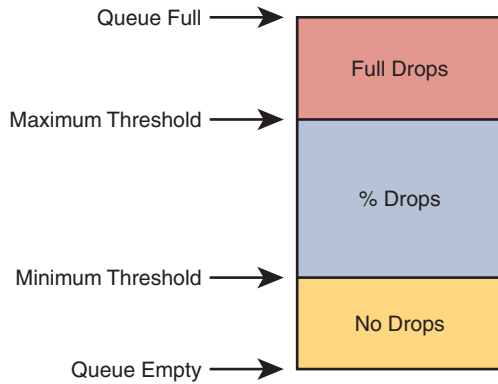 Queue Full
Full Drops
Maximum Threshold
% Drops
Minimum Threshold
No Drops
Queue Empty